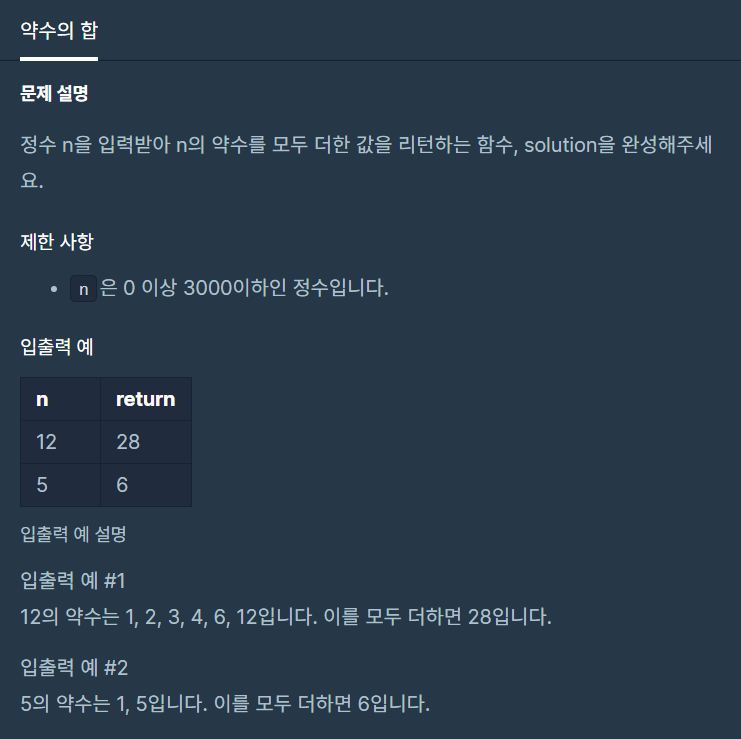 약수의 합
문제 설명
정수 n을 입력받아 n의 약수를 모두 더한 값을 리턴하는 함수, solution을 완성해주세
요.
제한 사항
n 은 0 이상 3000이하인 정수입니다.
입출력 예
n return
12 28
5 6
입출력 예 설명
입출력 예 #1
12의 약수는 1, 2, 3, 4, 6, 12입니다. 이를 모두 더하면 28입니다.
입출력 예 #2
5의 약수는 1, 5입니다. 이를 모두 더하면 6입니다.